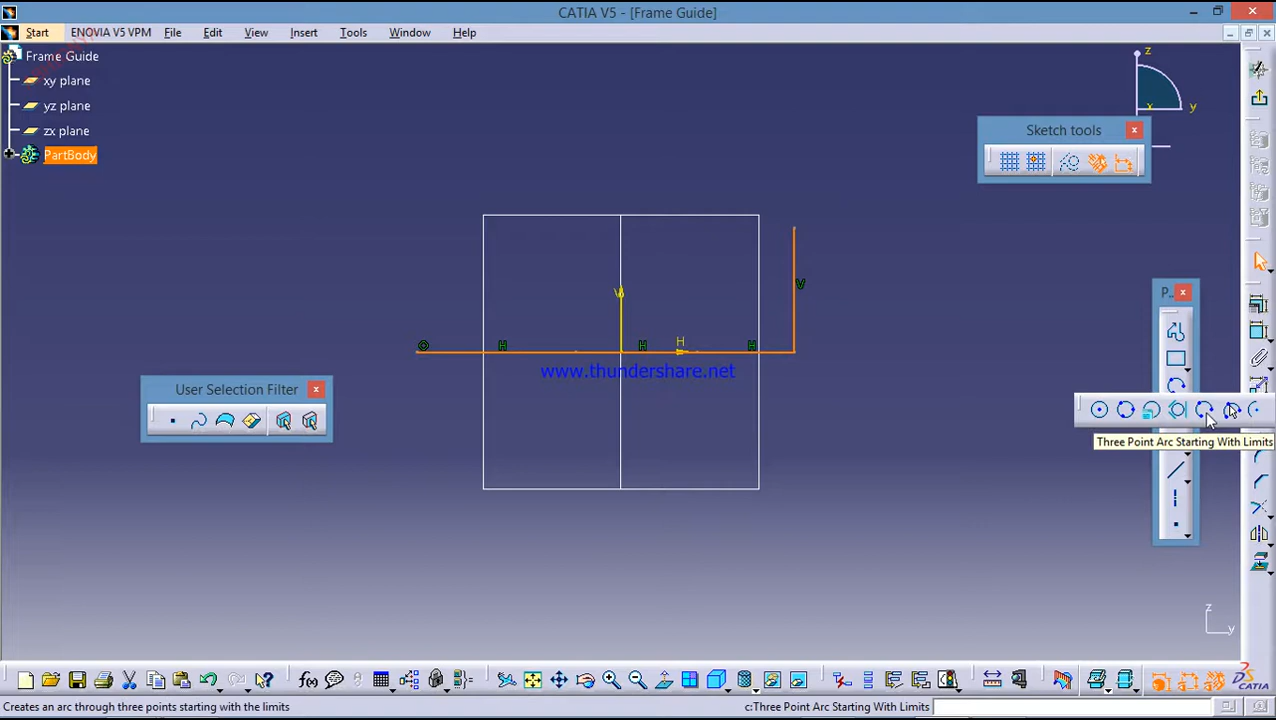 CATIA V5 - [Frame Guide]
Start ENOVIA V5 VPM File Edit View Insert Tools Window Help
Frame Guide
xy plane
yz plane
zx plane
PartBody
z
x y
Sketch tools
P..
V
V
H
H H H
www.thundershare.net
User Selection Filter
Three Point Arc Starting With Limits
z
y
f(x)
CATIA
Creates an arc through three points starting with the limits
c:Three Point Arc Starting With Limits